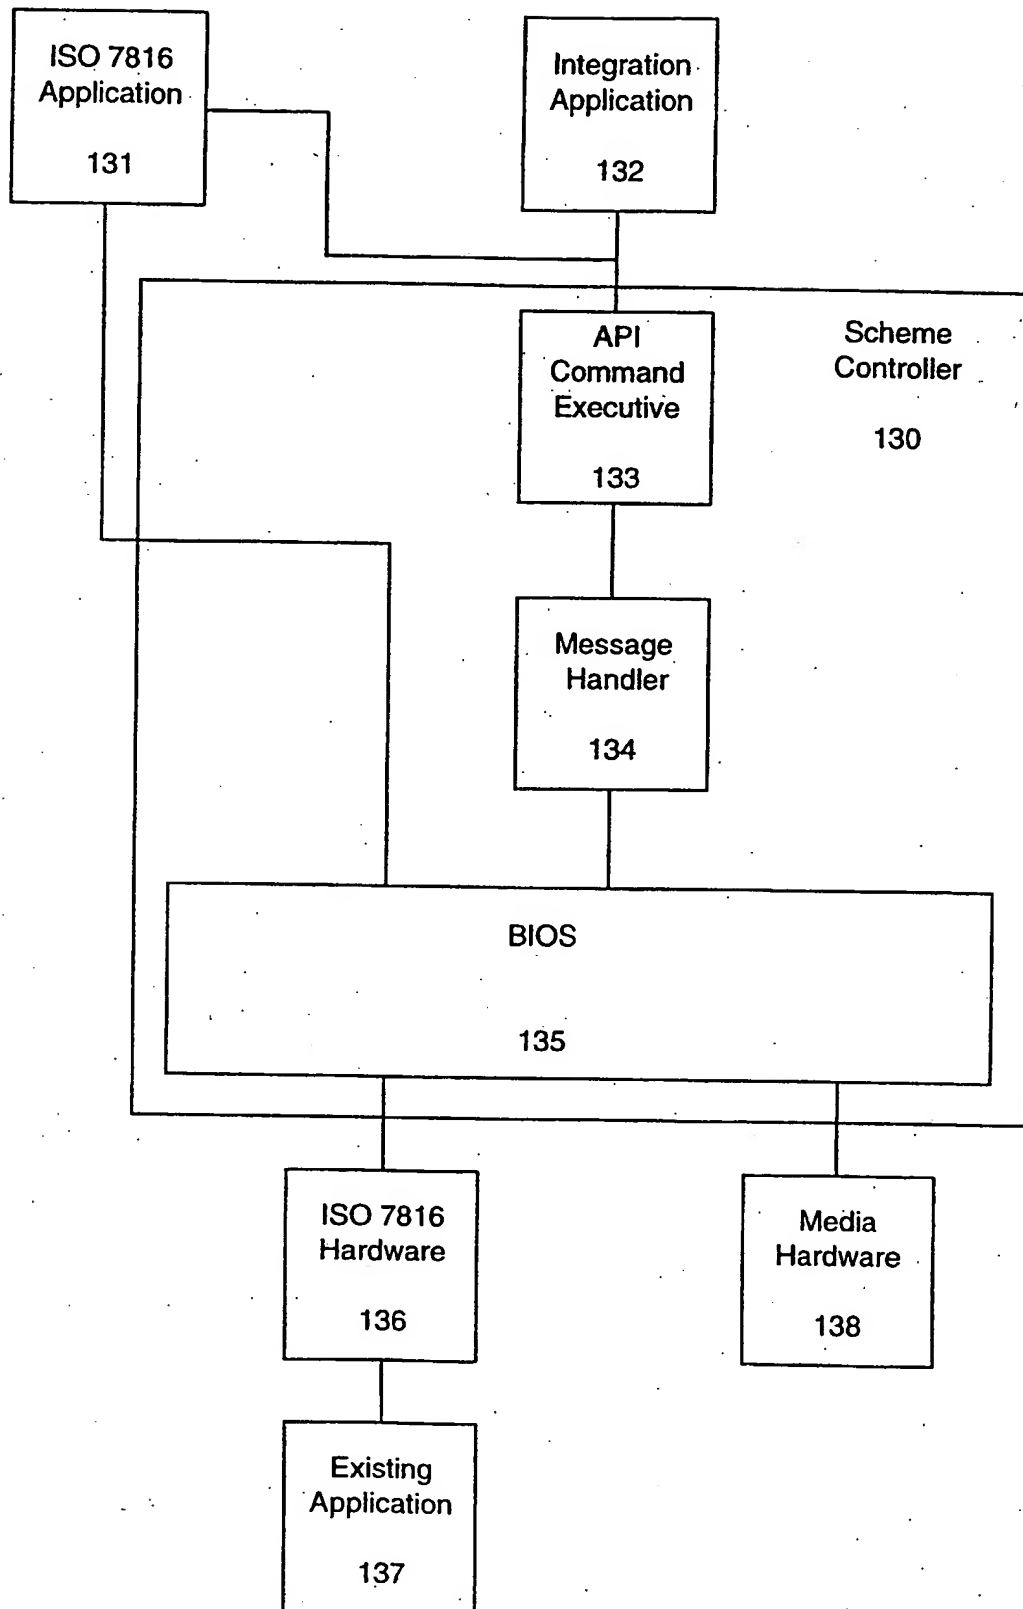 ISO 7816
Application
131
Integration
Application
132
API
Command
Executive
133
Scheme
Controller
130
Message
Handler
134
BIOS
135
ISO 7816
Hardware
136
Media
Hardware
138
Existing
Application
137